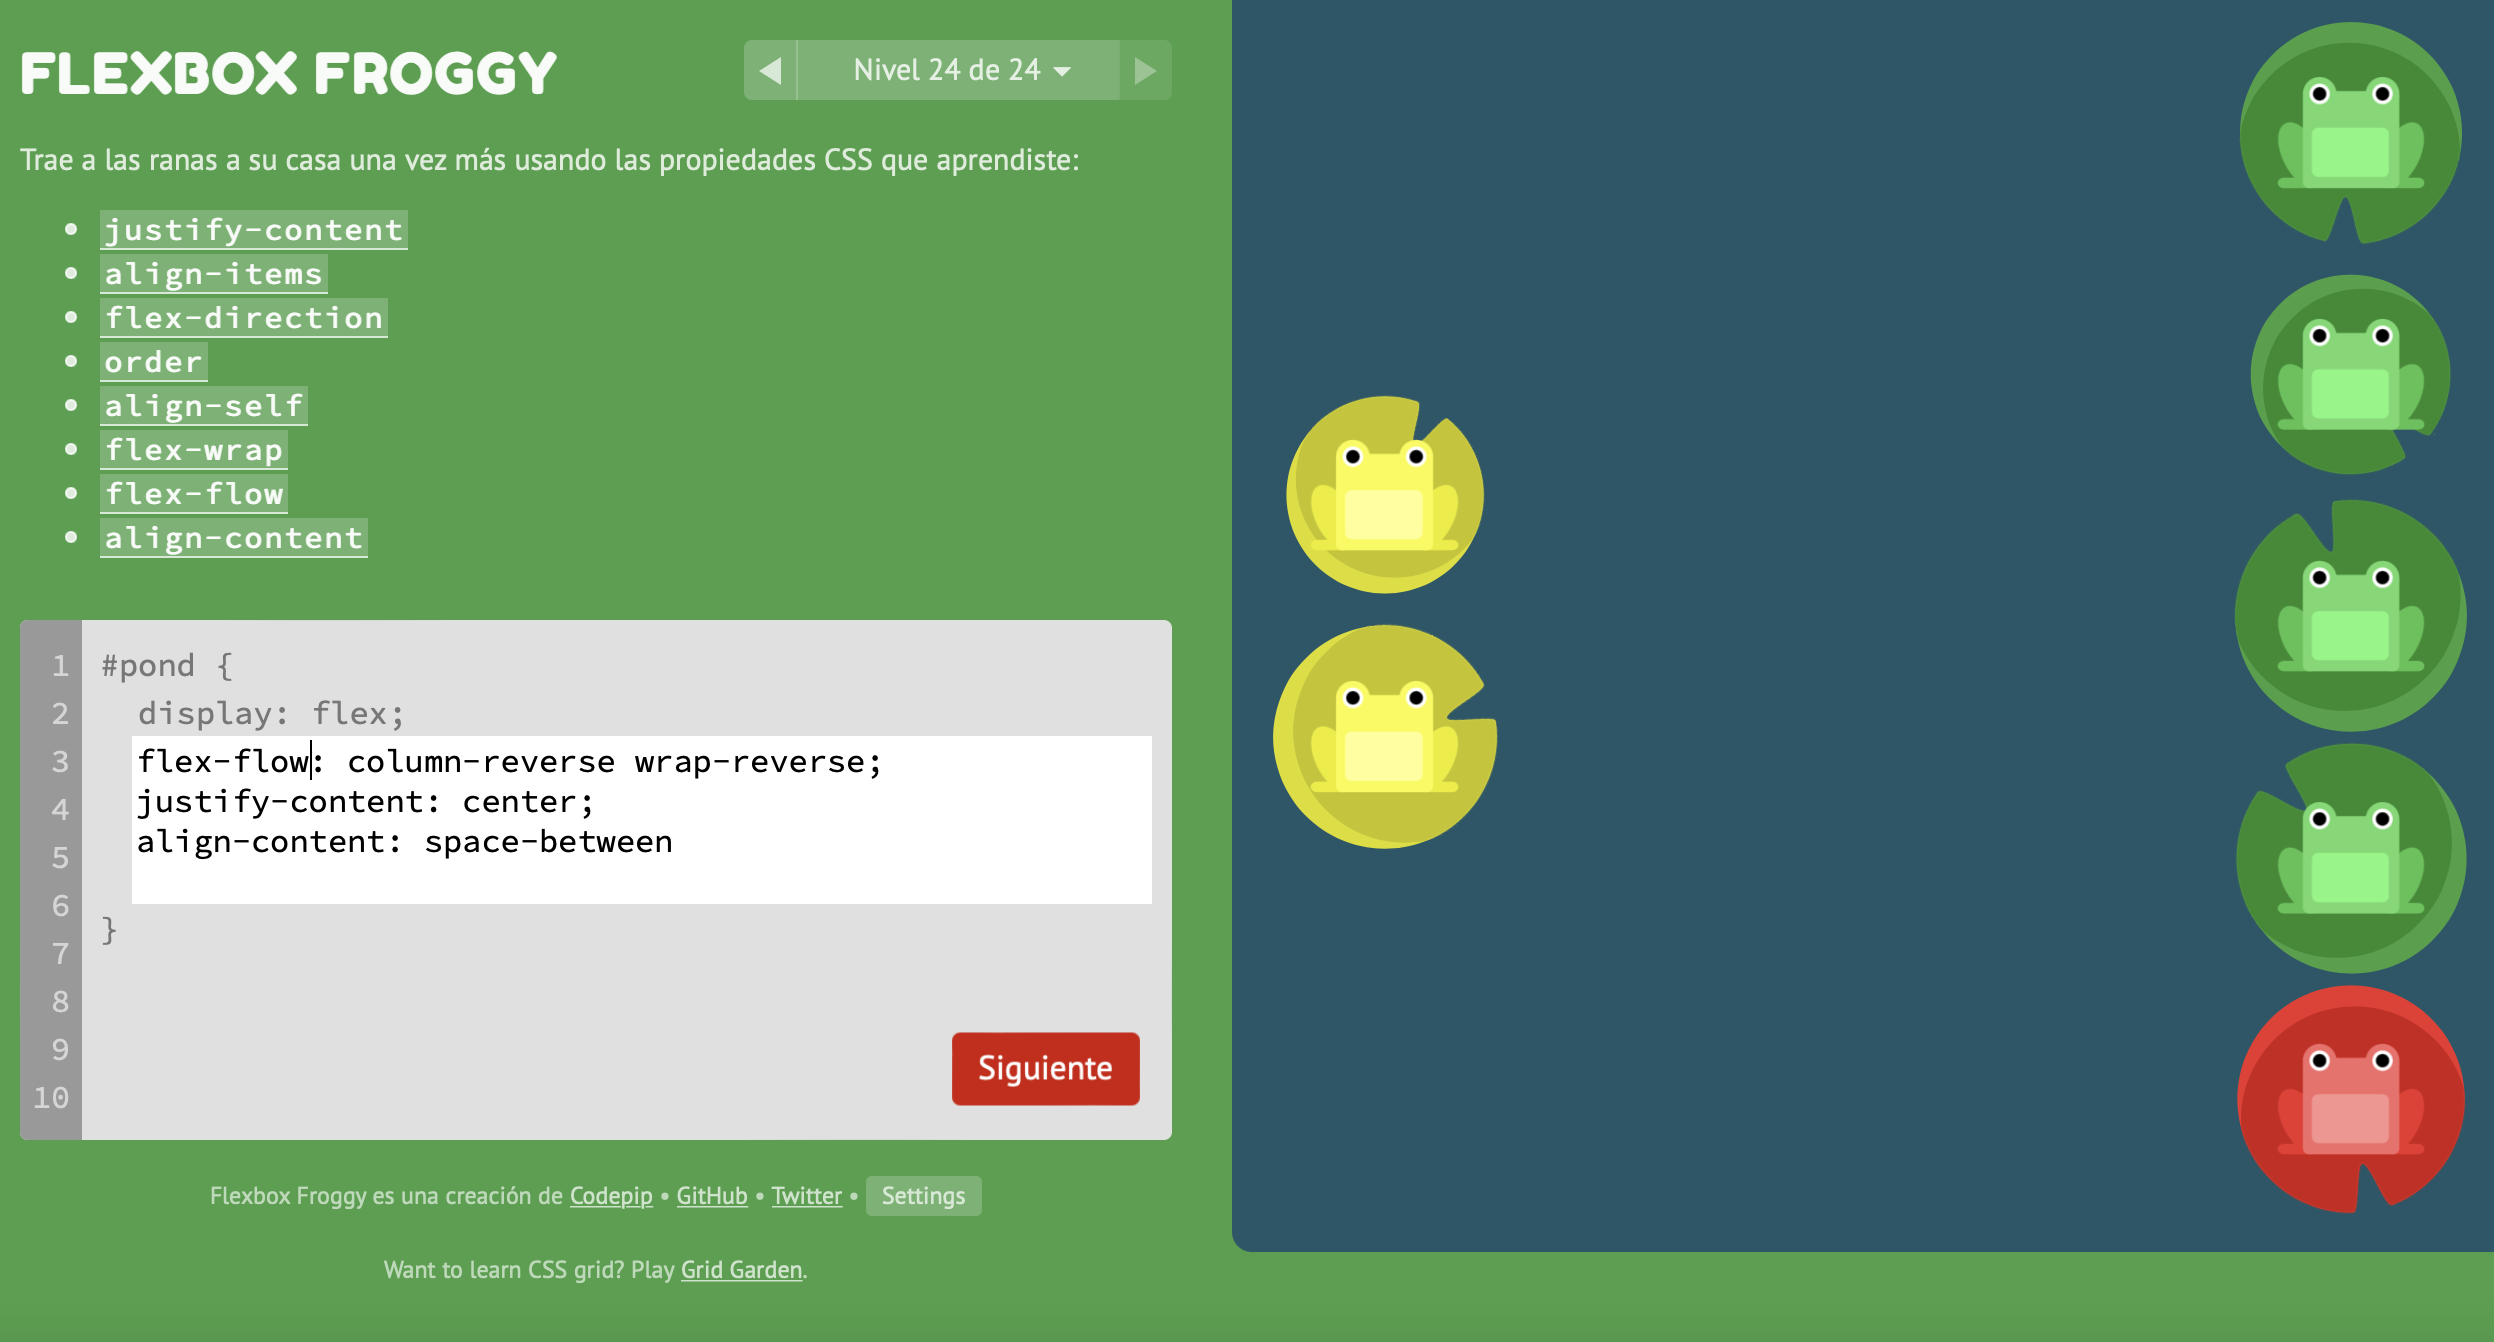 FLEXBOX FROGGY
Nivel 24 de 24
Trae a las ranas a su casa una vez más usando las propiedades CSS que aprendiste:
justify-content
align-items
flex-direction
order
align-self
flex-wrap
flex-flow
align-content
1 #pond {
2 display: flex;
3 flex-flow: column-reverse wrap-reverse;
4 justify-content: center;
5 align-content: space-between
6
}
7
8
9
10
Siguiente
Flexbox Froggy es una creación de Codepip • GitHub • Twitter • Settings
Want to learn CSS grid? Play Grid Garden.